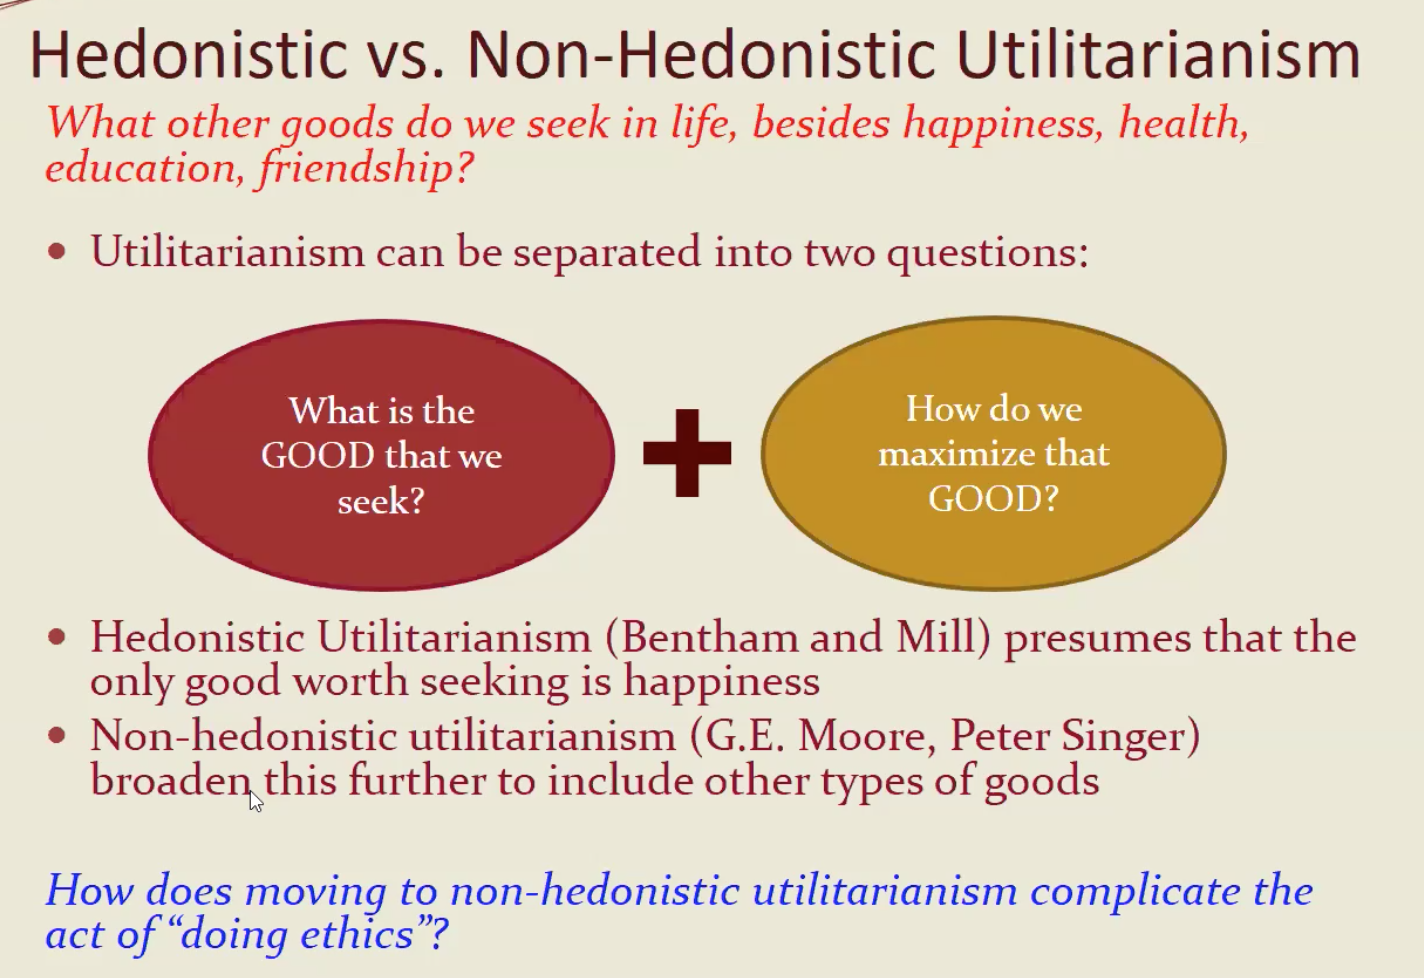 Hedonistic vs. Non-Hedonistic Utilitarianism
What other goods do we seek in life, besides happiness, health,
education, friendship?
• Utilitarianism can be separated into two questions:
What is the
GOOD that we
seek?
How do we
maximize that
GOOD?
• Hedonistic Utilitarianism (Bentham and Mill) presumes that the
only good worth seeking is happiness
• Non-hedonistic utilitarianism (G.E. Moore, Peter Singer)
broaden this further to include other types of goods
How does moving to non-hedonistic utilitarianism complicate the
act of “doing ethics”?